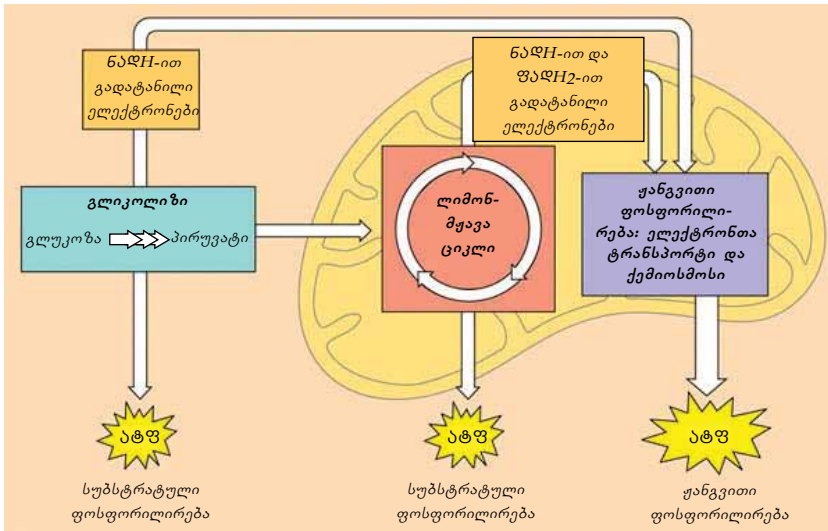 ნადH-ით
გადატანილი
ელექტრონები
ნადH-ით და
ფადH2-ით
გადატანილი
ელექტრონები
გლიკოლიზი
გლუკოზა პირუვატი
ლიმონ-
მჟავა
ციკლი
ჟანგვითი
ფოსფორილი-
რება: ელექტრონთა
ტრანსპორტი და
ქემიოსმოსი
ატფ
ატფ
ატფ
სუბსტრატული
ფოსფორილირება
სუბსტრატული
ფოსფორილირება
ჟანგვითი
ფოსფორილირება